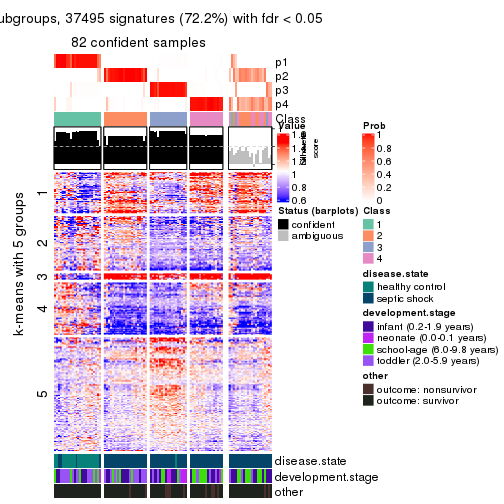 ubgroups, 37495 signatures (72.2%) with fdr < 0.05
82 confident samples
p1
p2
p3
p4
Class
Value
1
0.8
0.6
Silhouette
score
Prob
1
0.8
0.6
0.4
0.2
0
Status (barplots)
confident
ambiguous
Class
1
2
3
4
disease.state
healthy control
septic shock
development.stage
infant (0.2-1.9 years)
neonate (0.0-0.1 years)
school-age (6.0-9.8 years)
toddler (2.0-5.9 years)
other
outcome: nonsurvivor
outcome: survivor
k-means with 5 groups
1
2
3
4
5
disease.state
development.stage
other